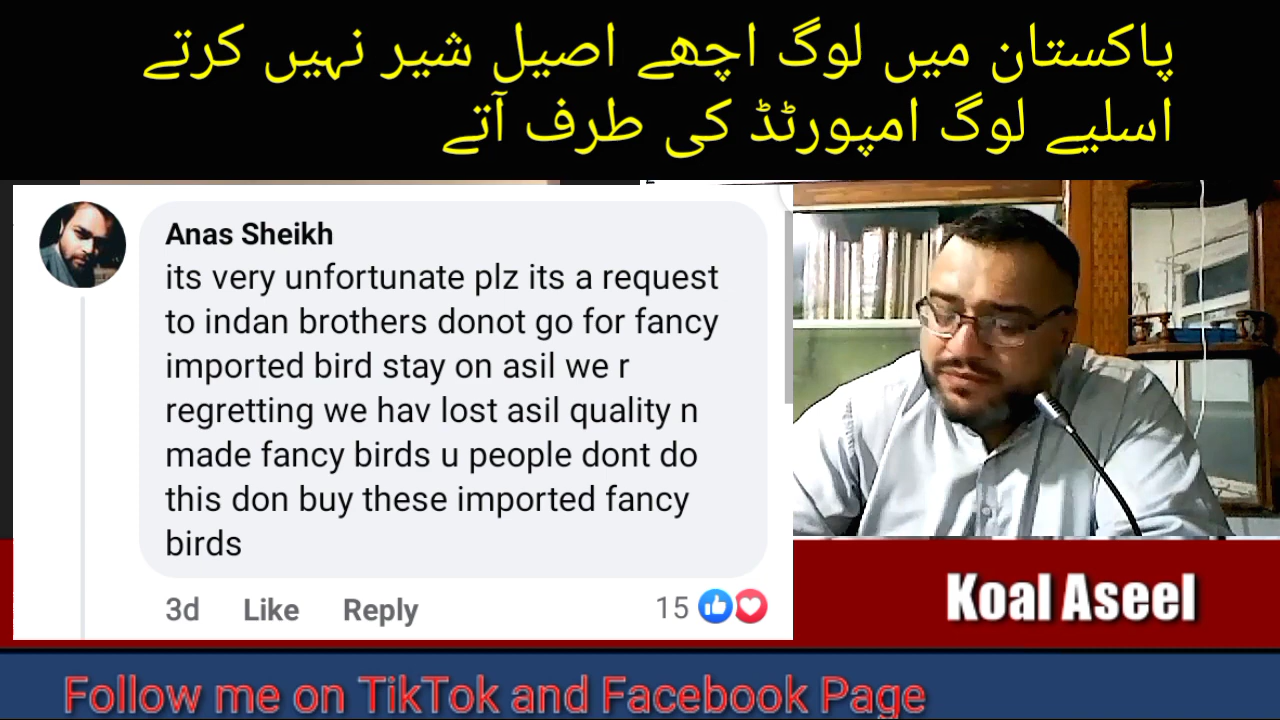 پاکستان میں لوگ اچھے اصیل شیر نہیں کرتے
اسلیے لوگ امپورٹڈ کی طرف آتے
Anas Sheikh
its very unfortunate plz its a request
to indan brothers donot go for fancy
imported bird stay on asil we r
regretting we hav lost asil quality n
made fancy birds u people dont do
this don buy these imported fancy
birds
3d Like Reply 15
Koal Aseel
Follow me on TikTok and Facebook Page